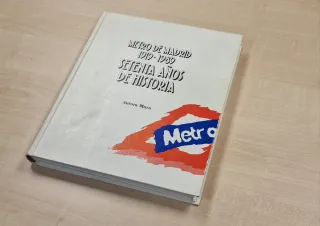 METRO DE MADRID
1919-1989
SETENTA AÑOS
DE HISTORIA
Metro